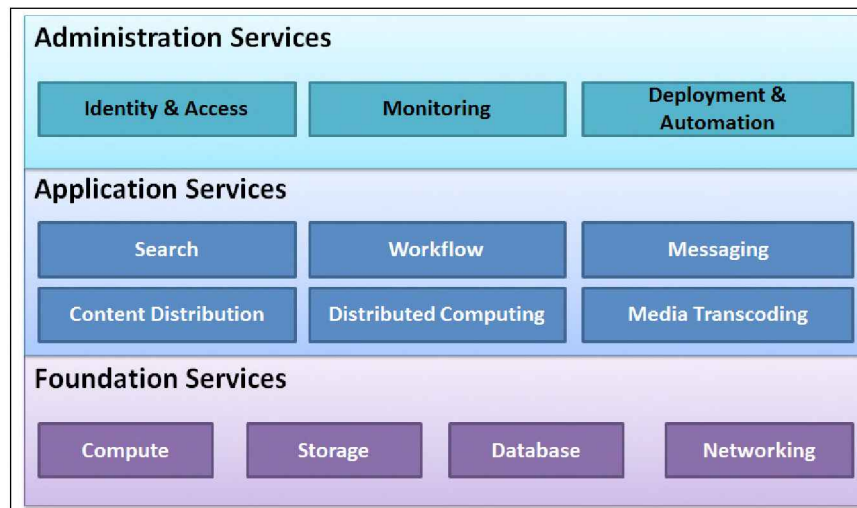 Administration Services
Identity & Access
Monitoring
Deployment &
Automation
Application Services
Search
Workflow
Messaging
Content Distribution
Distributed Computing
Media Transcoding
Foundation Services
Compute
Storage
Database
Networking